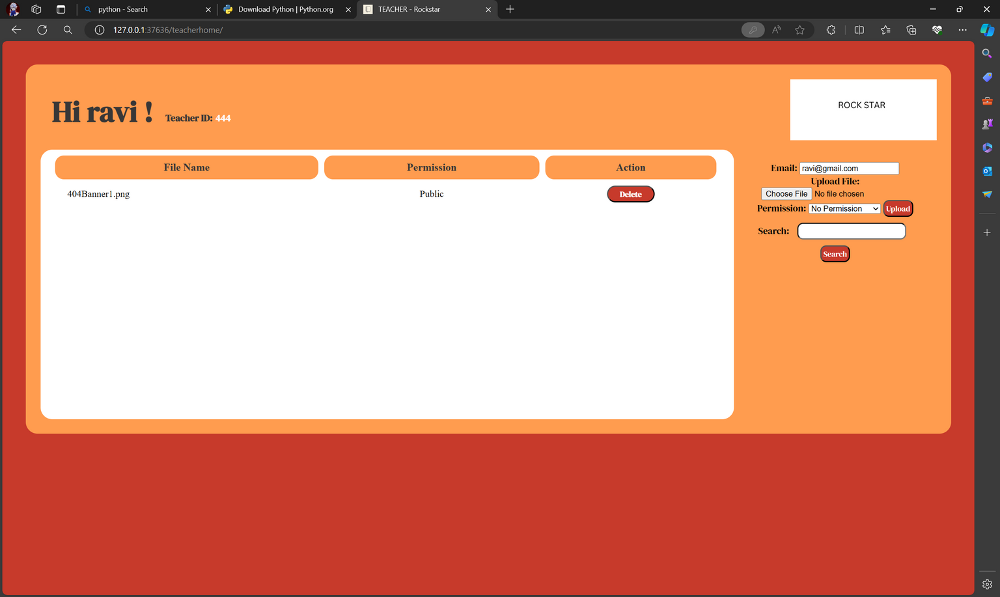 python - Search
Download Python | Python.org
TEACHER - Rockstar
127.0.0.1:37636/teacherhome/
Hi ravi !
Teacher ID: 444
ROCK STAR
File Name
Permission
Action
404Banner1.png
Public
Delete
Email: ravi@gmail.com
Upload File:
Choose File No file chosen
Permission: No Permission Upload
Search:
Search